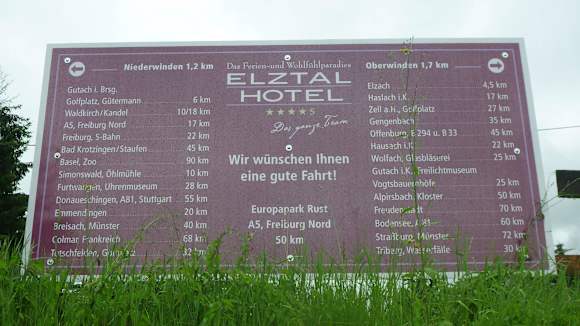 Niederwinden 1,2 km
Gutach i. Brsg.
Golfplatz, Gütermann 6 km
Waldkirch/Kandel 10/18 km
A5, Freiburg Nord 17 km
Freiburg, S-Bahn 22 km
Bad Krotzingen/Staufen 45 km
Basel, Zoo 90 km
Simonswald, Ölmühle 10 km
Furtwangen, Uhrenmuseum 28 km
Donaueschingen, A81, Stuttgart 55 km
Emmendingen 20 km
Breisach, Münster 40 km
Colmar, Frankreich 68 km
Das Ferien-und Wohlfühlparadies
ELZTAL
HOTEL
S
Das ganze Team
Wir wünschen Ihnen
eine gute Fahrt!
Europapark Rust
A5, Freiburg Nord
50 km
Oberwinden 1,7 km
Elzach 4,5 km
Haslach i.K. 17 km
Zell a.H., Golfplatz 27 km
Gengenbach 35 km
Offenburg, B 294 u. B 33 45 km
Hausach i.K. 22 km
Wolfach, Glasbläserei 25 km
Gutach i.K., Freilichtmuseum
Vogtsbauernhöfe 25 km
Alpirsbach, Kloster 50 km
Freudenstadt 70 km
Bodensee, A81 60 km
Straßburg, Münster 72 km
Triberg, Wasserfälle 30 km